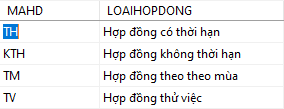 MAHD LOAIHOPDONG
TH Hợp đồng có thời hạn
KTH Hợp đồng không thời hạn
TM Hợp đồng theo theo mùa
TV Hợp đồng thử việc